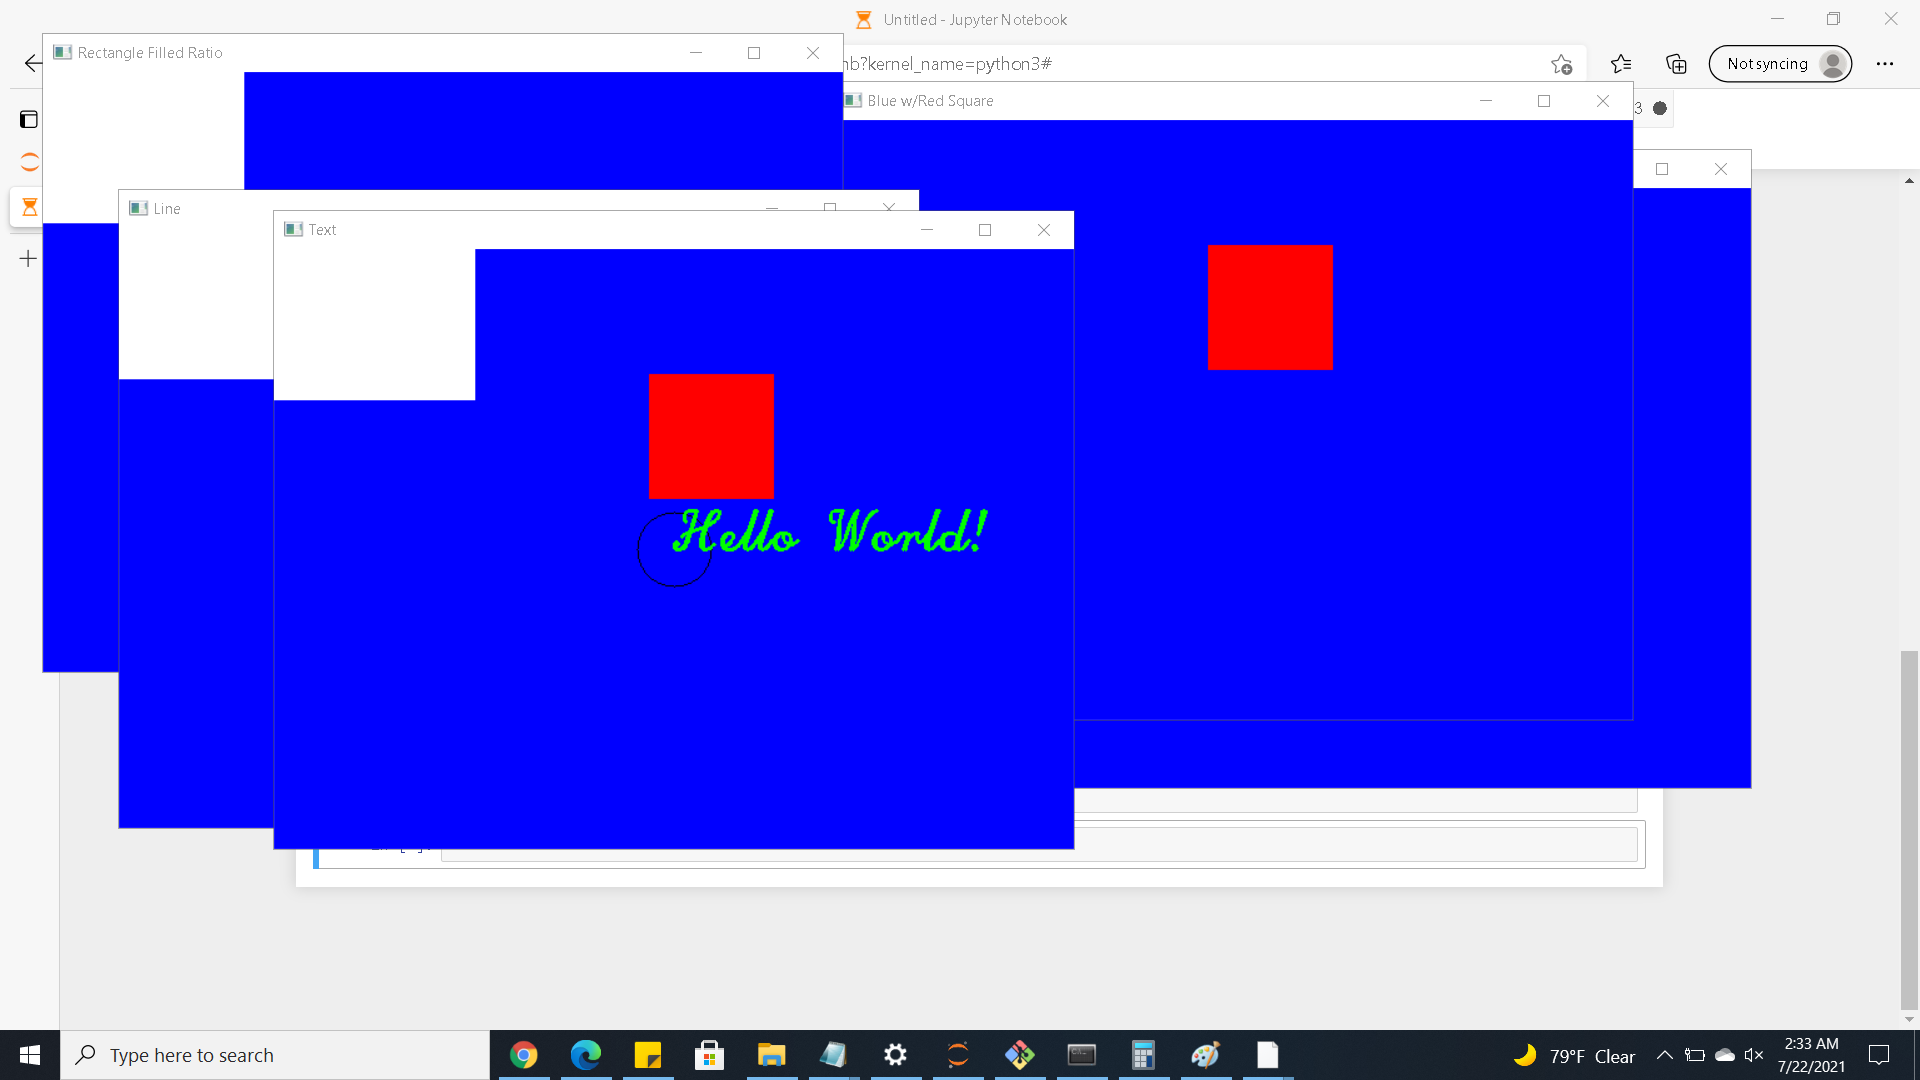 Untitled - Jupyter Notebook
Rectangle Filled Ratio
nb?kernel_name=python3#
Not syncing
Blue w/Red Square
3
Line
Text
Hello World!
Type here to search
79°F Clear
2:33 AM
7/22/2021